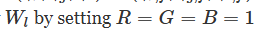 W_l by setting R = G = B = 1